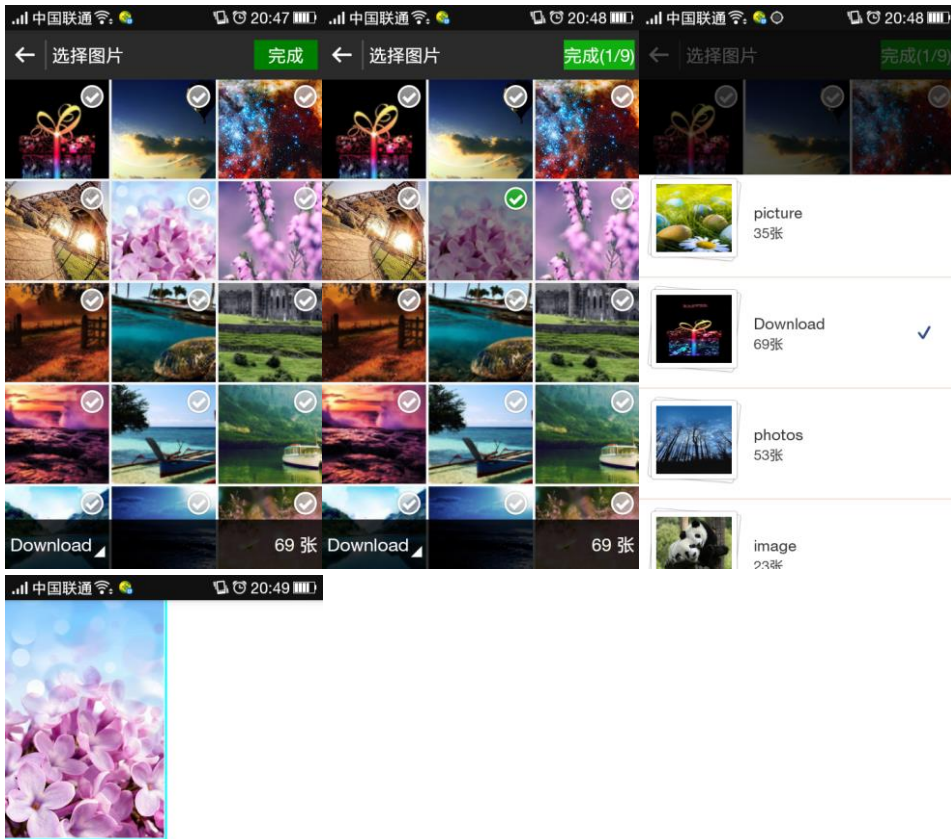 中国联通 20:47
选择图片 完成
Download 69 张
中国联通 20:48
选择图片 完成(1/9)
Download 69 张
中国联通 20:48
选择图片 完成(1/9)
picture
35张
Download
69张
photos
53张
image
23张
中国联通 20:49